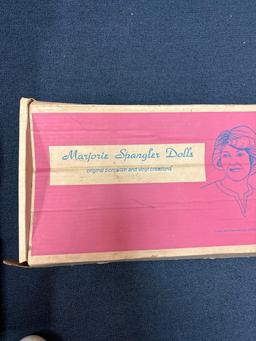 Marjorie Spangler Dolls
original porcelain and vinyl creations